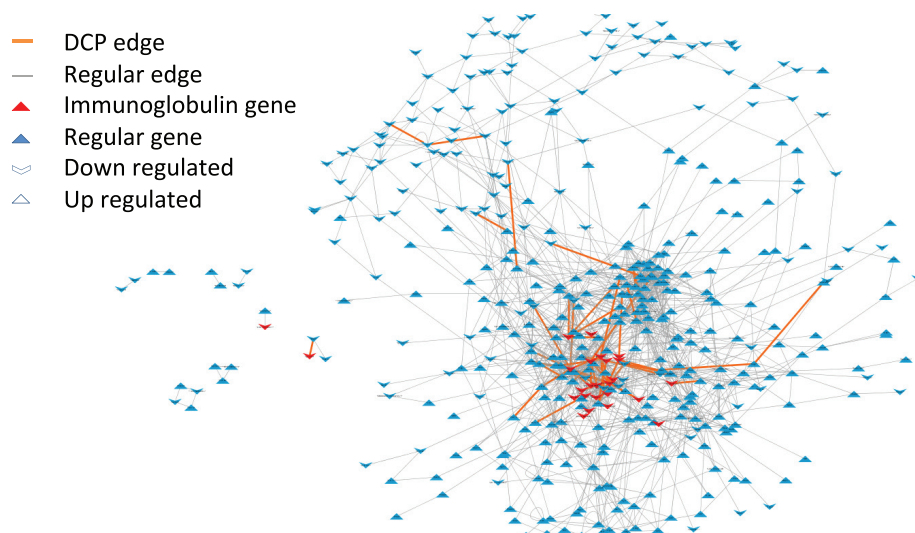 DCP edge
Regular edge
Immunoglobulin gene
Regular gene
Down regulated
Up regulated